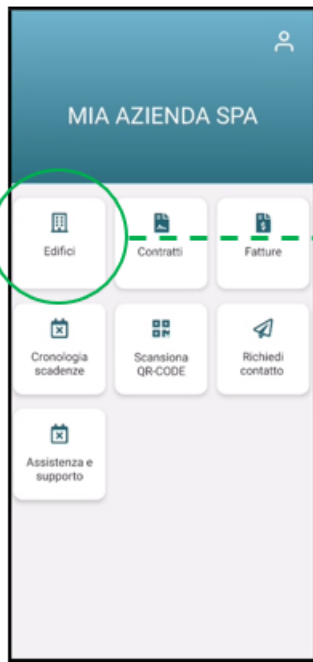 MIA AZIENDA SPA
Edifici
Contratti
Fatture
Cronologia
scadenze
Scansiona
QR-CODE
Richiedi
contatto
Assistenza e
supporto